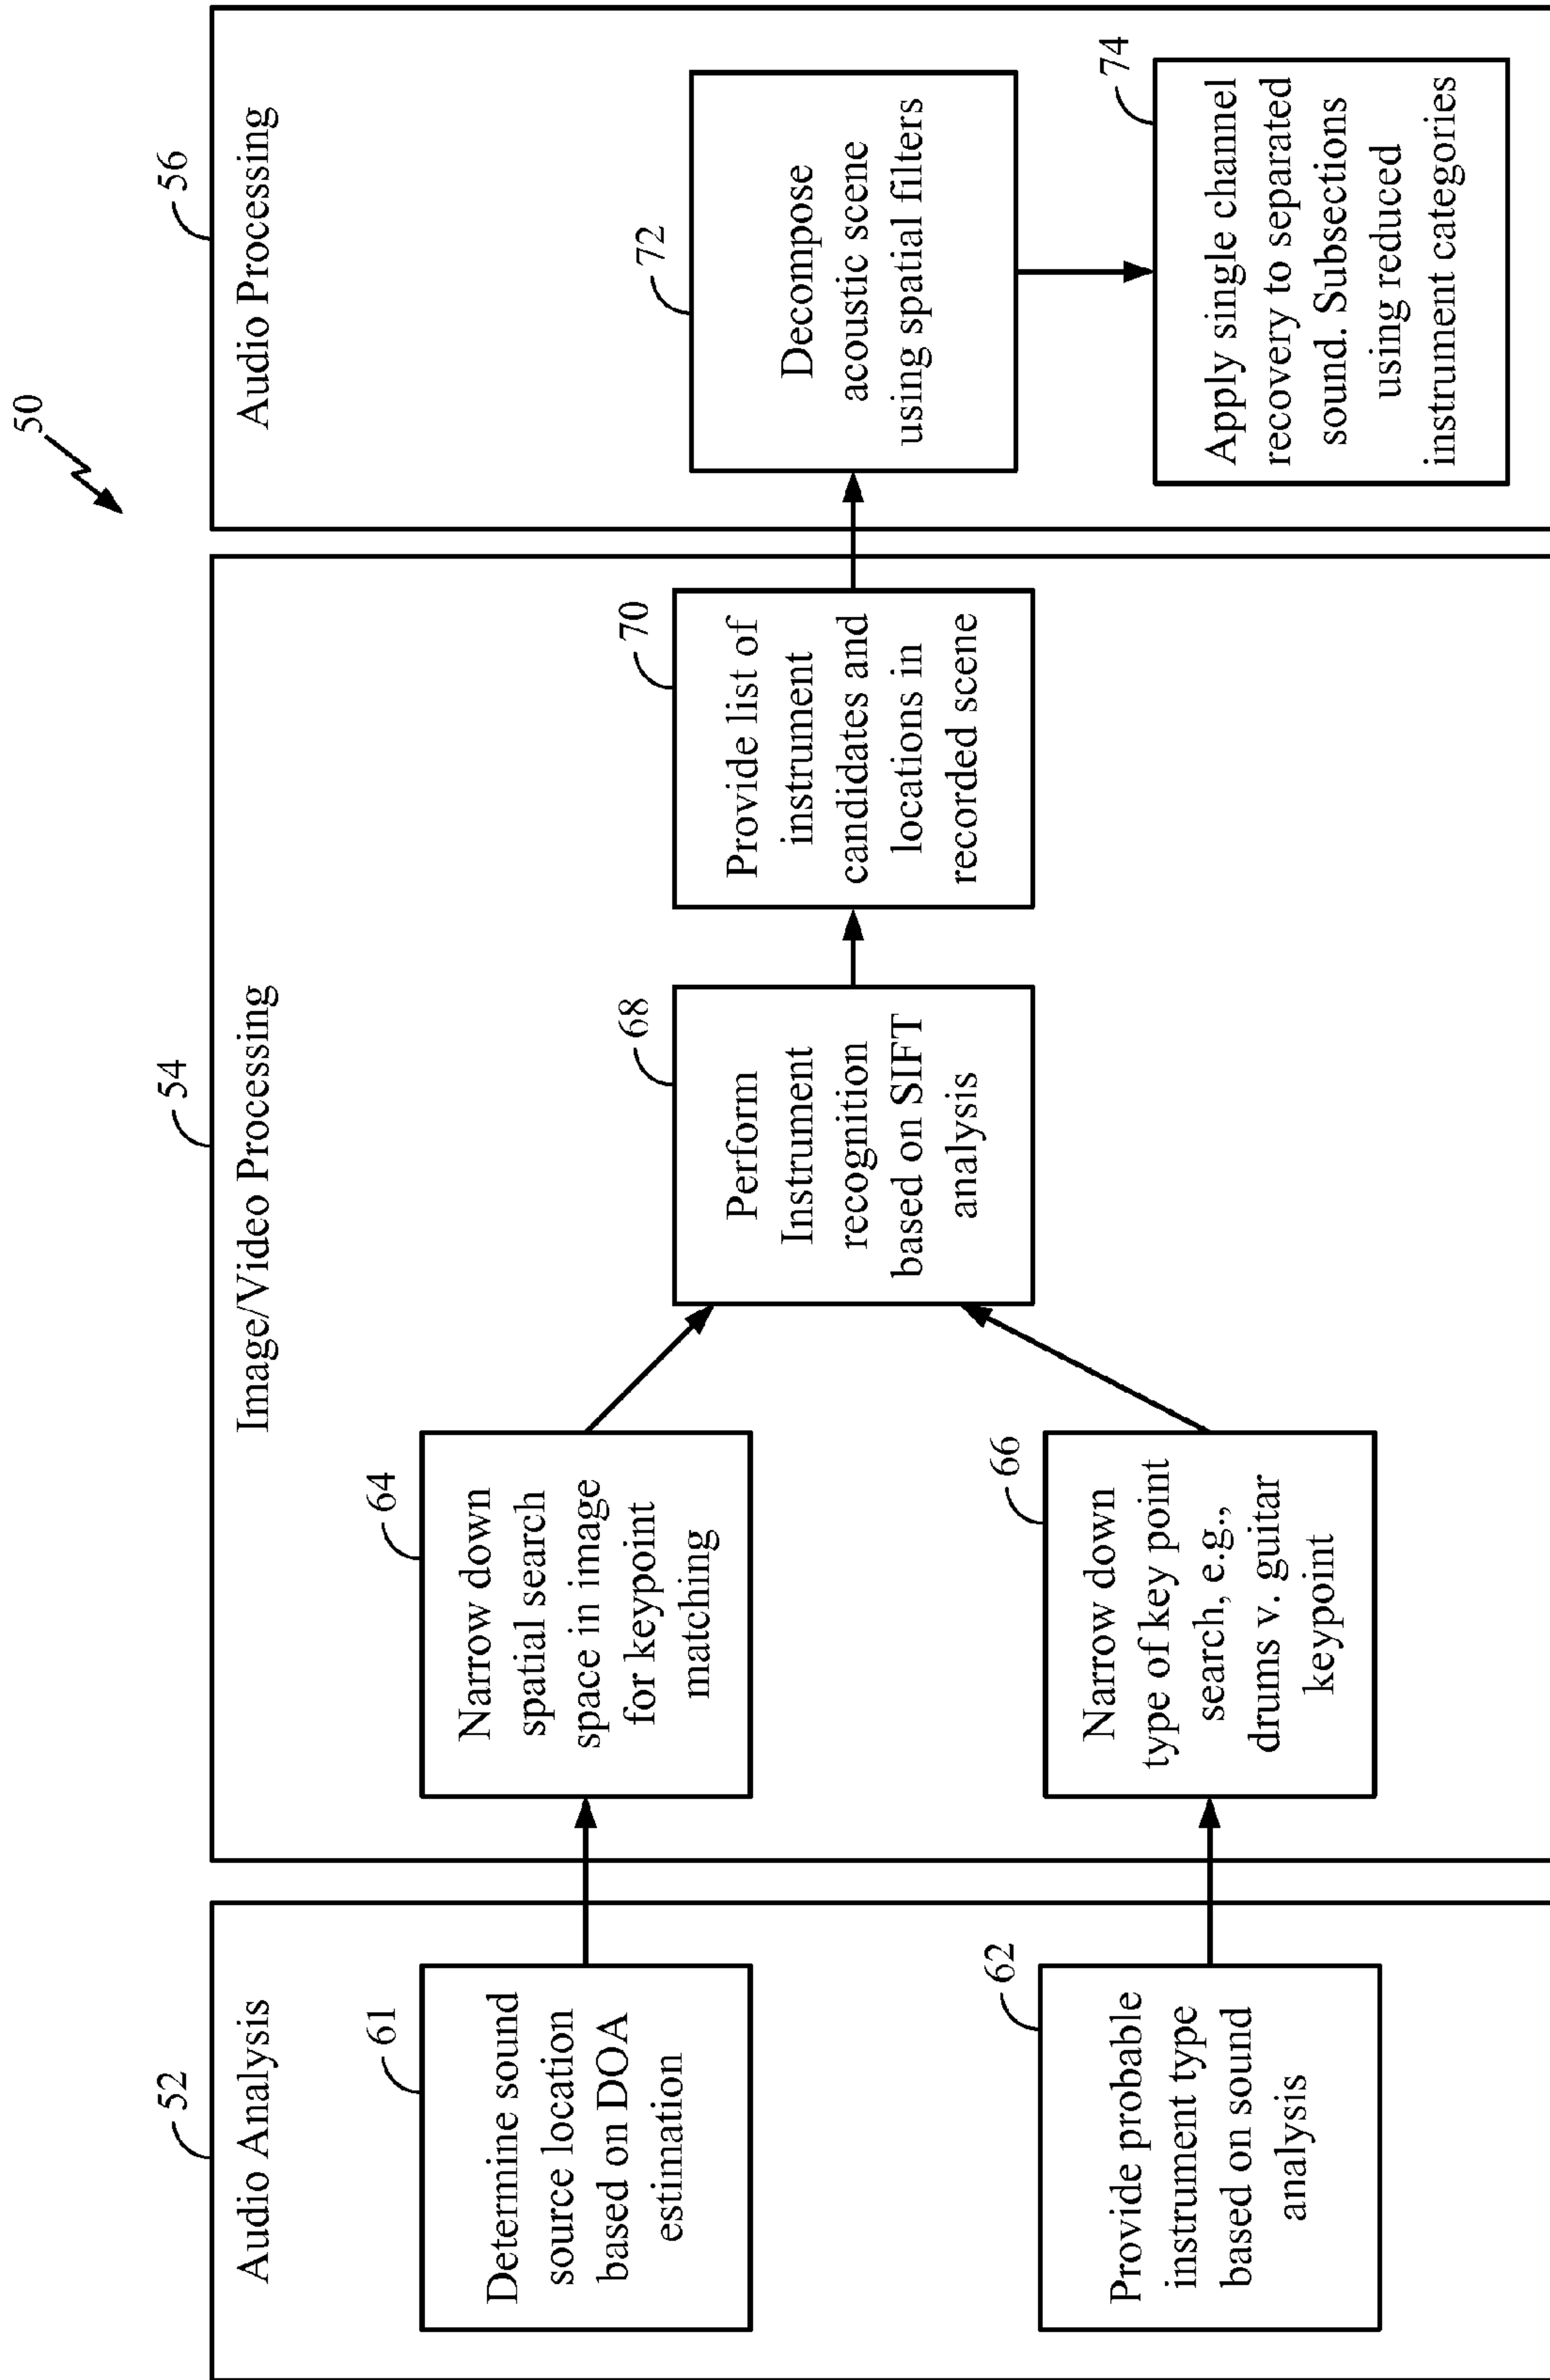 50
52
Audio Analysis
61
Determine sound
source location
based on DOA
estimation
62
Provide probable
instrument type
based on sound
analysis
54
Image/Video Processing
64
Narrow down
spatial search
space in image
for keypoint
matching
66
Narrow down
type of key point
search, e.g.,
drums v. guitar
keypoint
68
Perform
Instrument
recognition
based on SIFT
analysis
70
Provide list of
instrument
candidates and
locations in
recorded scene
56
Audio Processing
72
Decompose
acoustic scene
using spatial filters
74
Apply single channel
recovery to separated
sound. Subsections
using reduced
instrument categories